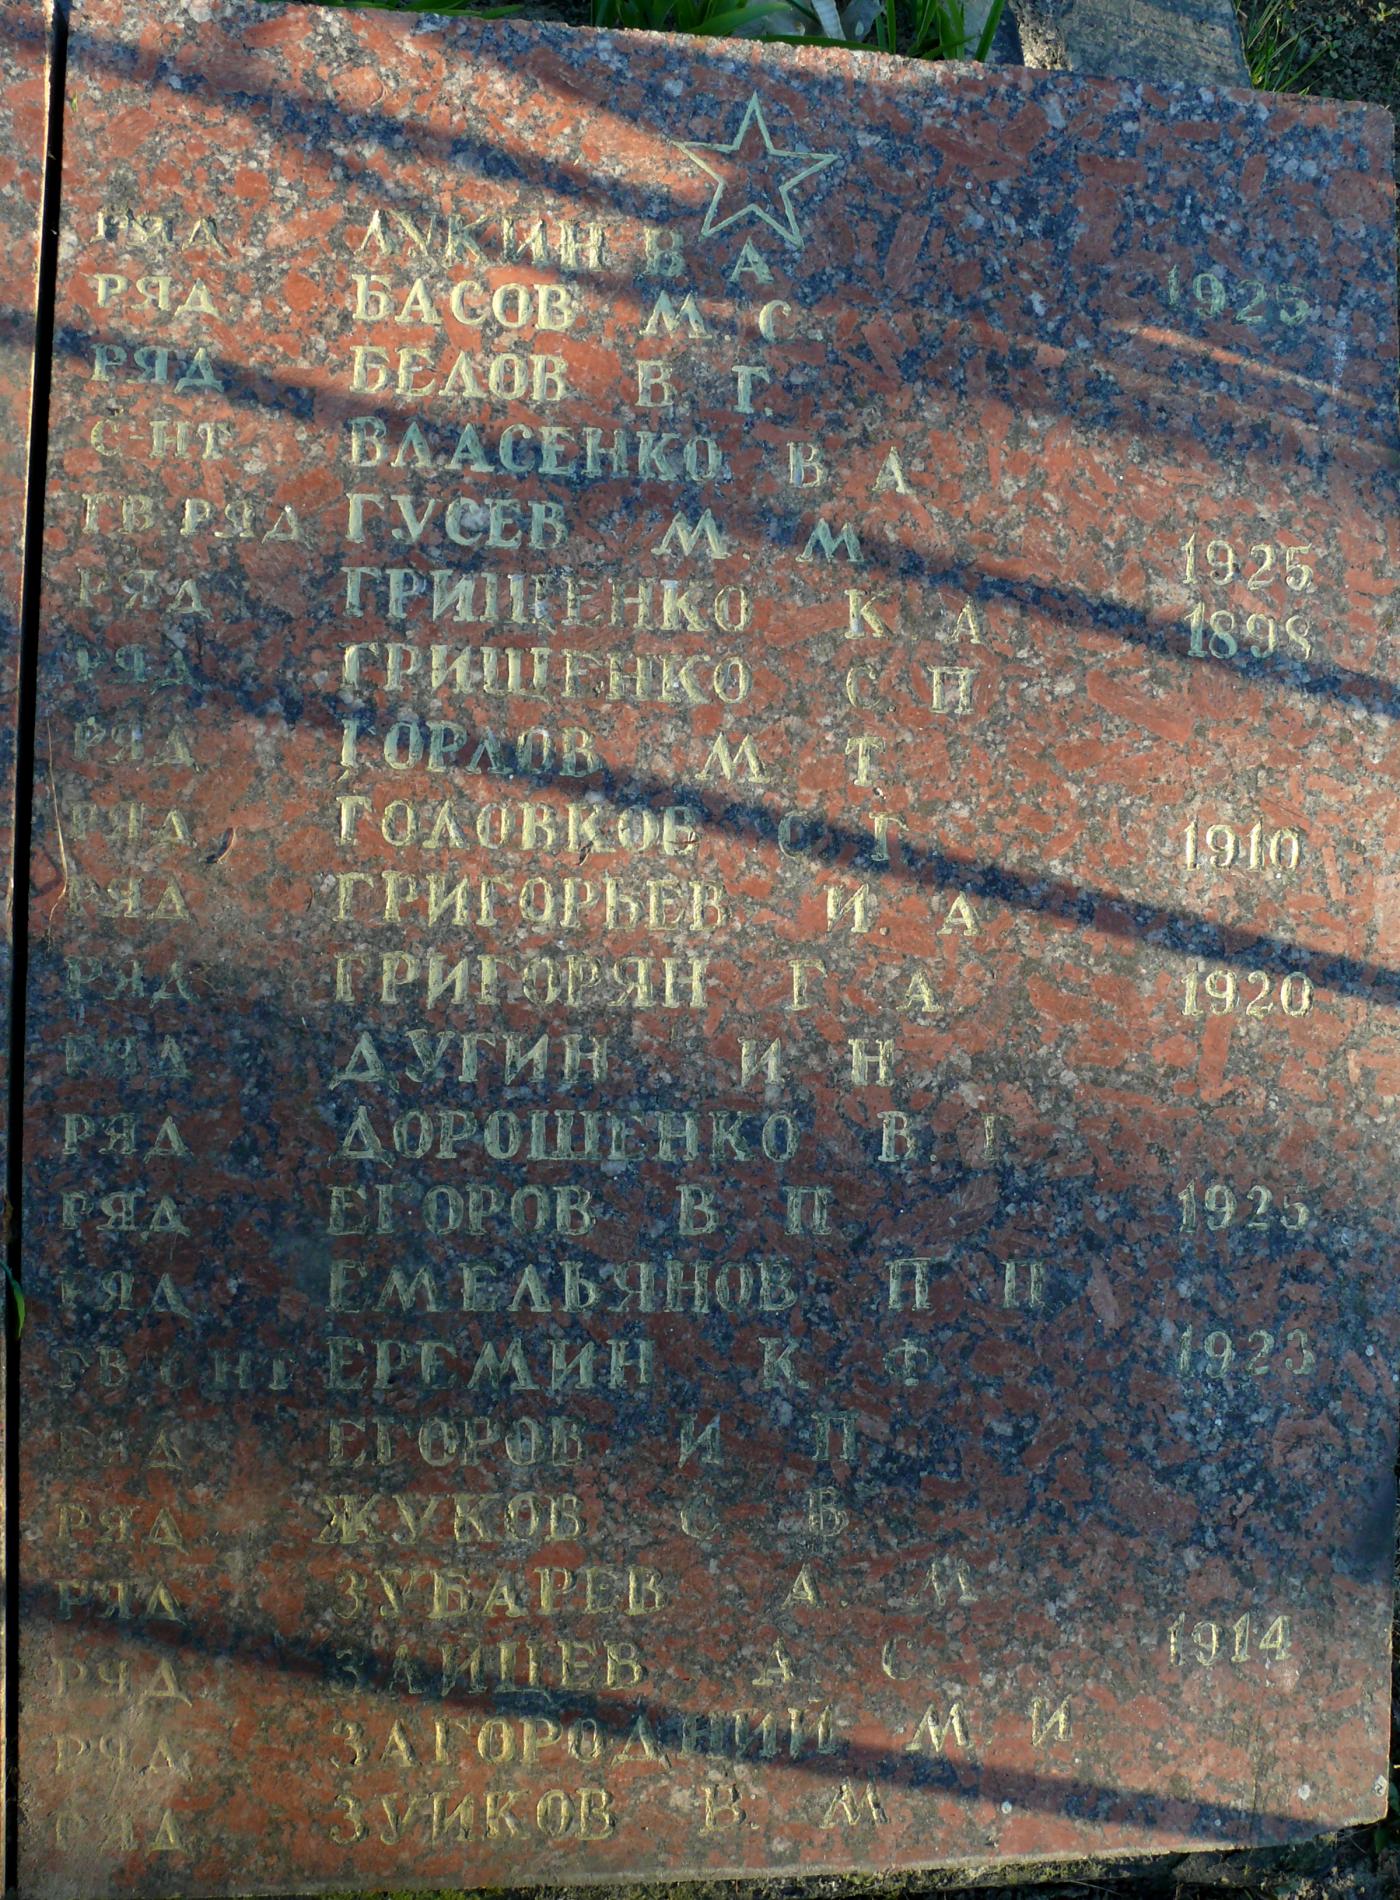 РЯД ЛУКИН В А
РЯД БАСОВ М. С. 1925
РЯД БЕЛОВ В Г.
С-НТ ВЛАСЕНКО В А
ГВ РЯД ГУСЕВ М. М 1925
РЯД ГРИЩЕНКО К А 1898
РЯД ГРИЩЕНКО С П
РЯД ГОРЛОВ М Т
РЯД ГОЛОВКОВ С Г 1910
РЯД ГРИГОРЬЕВ И А
РЯД ГРИГОРЯН Г А 1920
РЯД ДУГИН И Н
РЯД ДОРОШЕНКО В. Г
РЯД ЕГОРОВ В П 1925
РЯД ЕМЕЛЬЯНОВ П П
ГВ СНТ ЕРЕМИН К Ф 1923
РЯД ЕГОРОВ И П
РЯД ЖУКОВ С В
РЯД ЗУБАРЕВ А М
РЯД ЗАЙЦЕВ А С 1914
РЯД ЗАГОРОДНИЙ М И
РЯД ЗУЙКОВ В. М